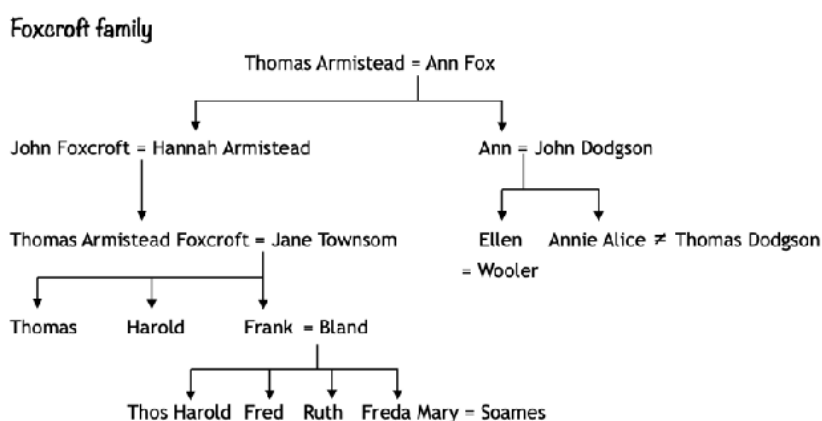 Foxcroft family
Thomas Armistead = Ann Fox
John Foxcroft = Hannah Armistead Ann = John Dodgson
Thomas Armistead Foxcroft = Jane Townsom Ellen Annie Alice ≠ Thomas Dodgson
= Wooler
Thomas Harold Frank = Bland
Thos Harold Fred Ruth Freda Mary = Soames